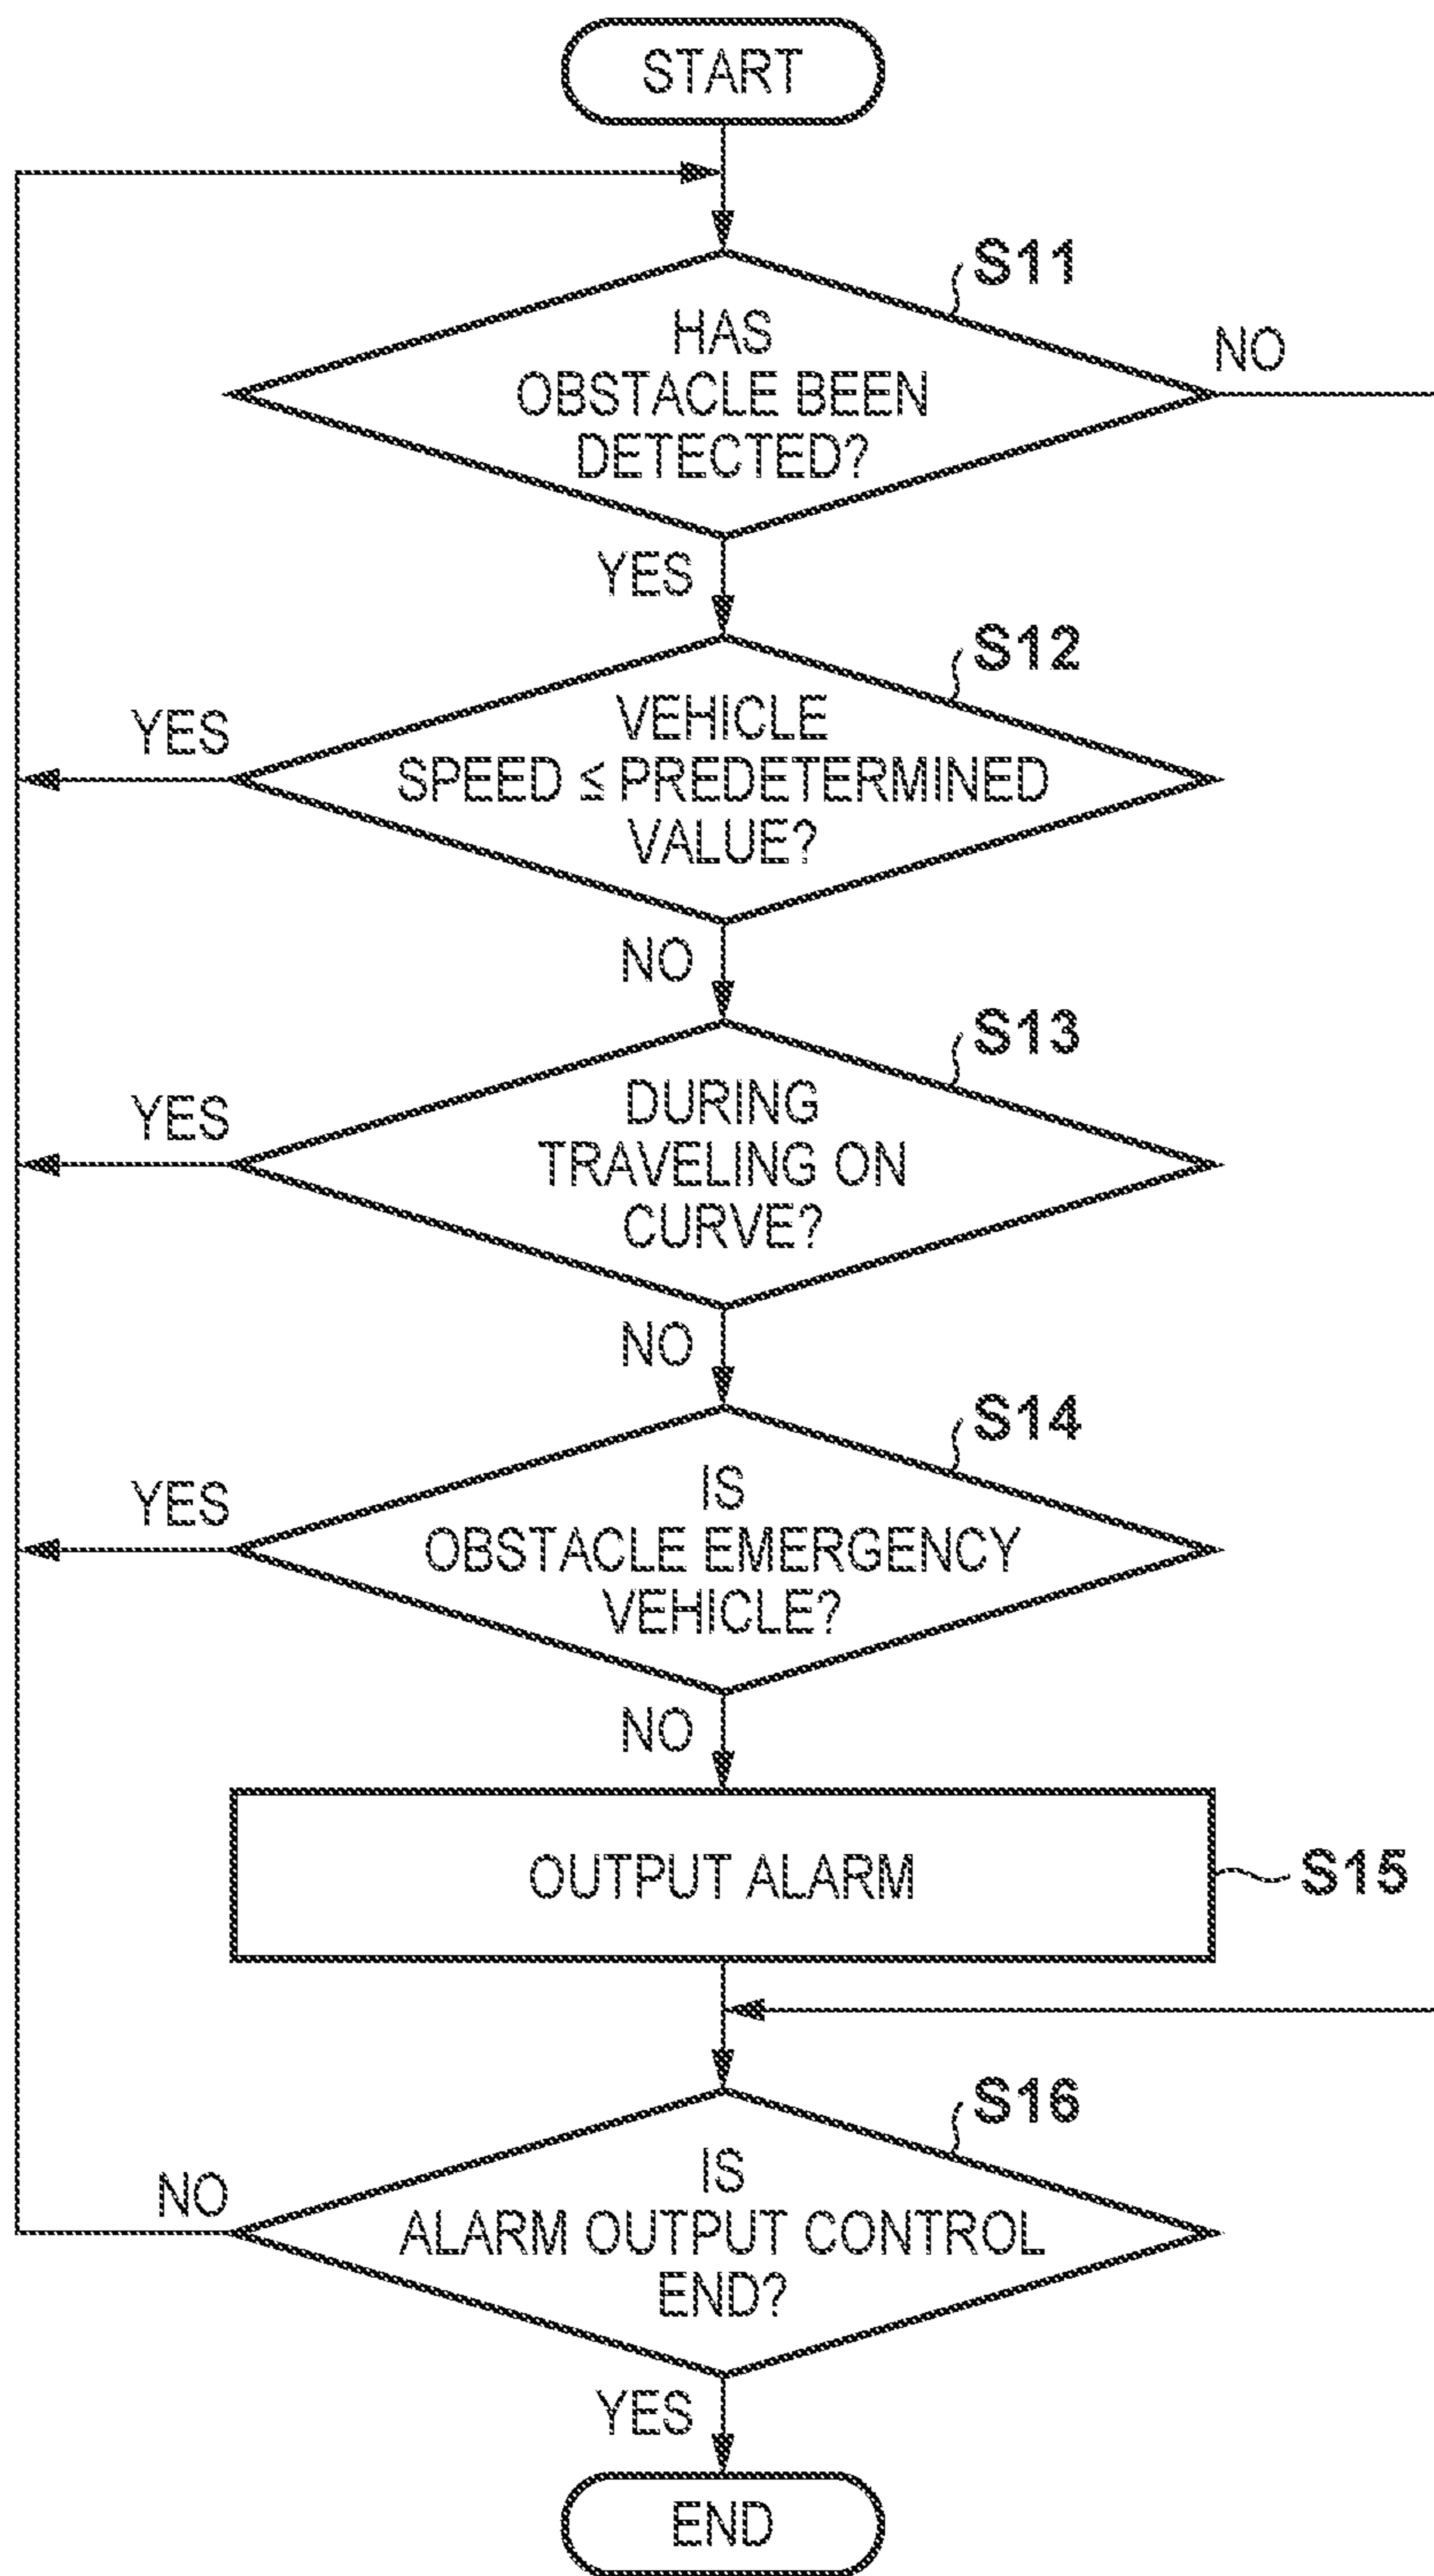 START
S11
HAS
OBSTACLE BEEN
DETECTED?
NO
YES
S12
VEHICLE
SPEED ≤ PREDETERMINED
VALUE?
YES
NO
S13
DURING
TRAVELING ON
CURVE?
YES
NO
S14
IS
OBSTACLE EMERGENCY
VEHICLE?
YES
NO
OUTPUT ALARM
S15
S16
IS
ALARM OUTPUT CONTROL
END?
NO
YES
END